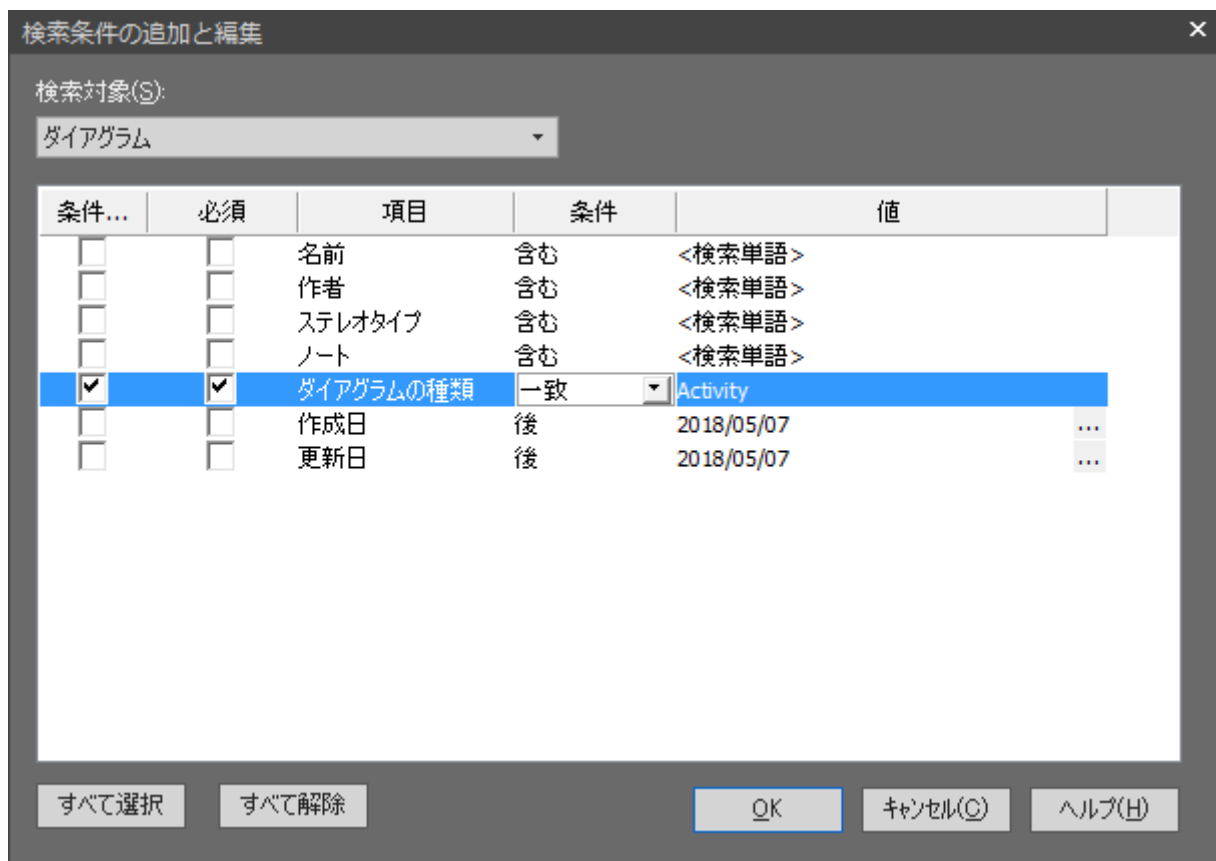 検索条件の追加と編集
検索対象(S):
ダイアグラム
条件... 必須 項目 条件 値
名前 含む <検索単語>
作者 含む <検索単語>
ステレオタイプ 含む <検索単語>
ノート 含む <検索単語>
ダイアグラムの種類 一致 Activity
作成日 後 2018/05/07 ...
更新日 後 2018/05/07 ...
すべて選択 すべて解除 OK キャンセル(C) ヘルプ(H)